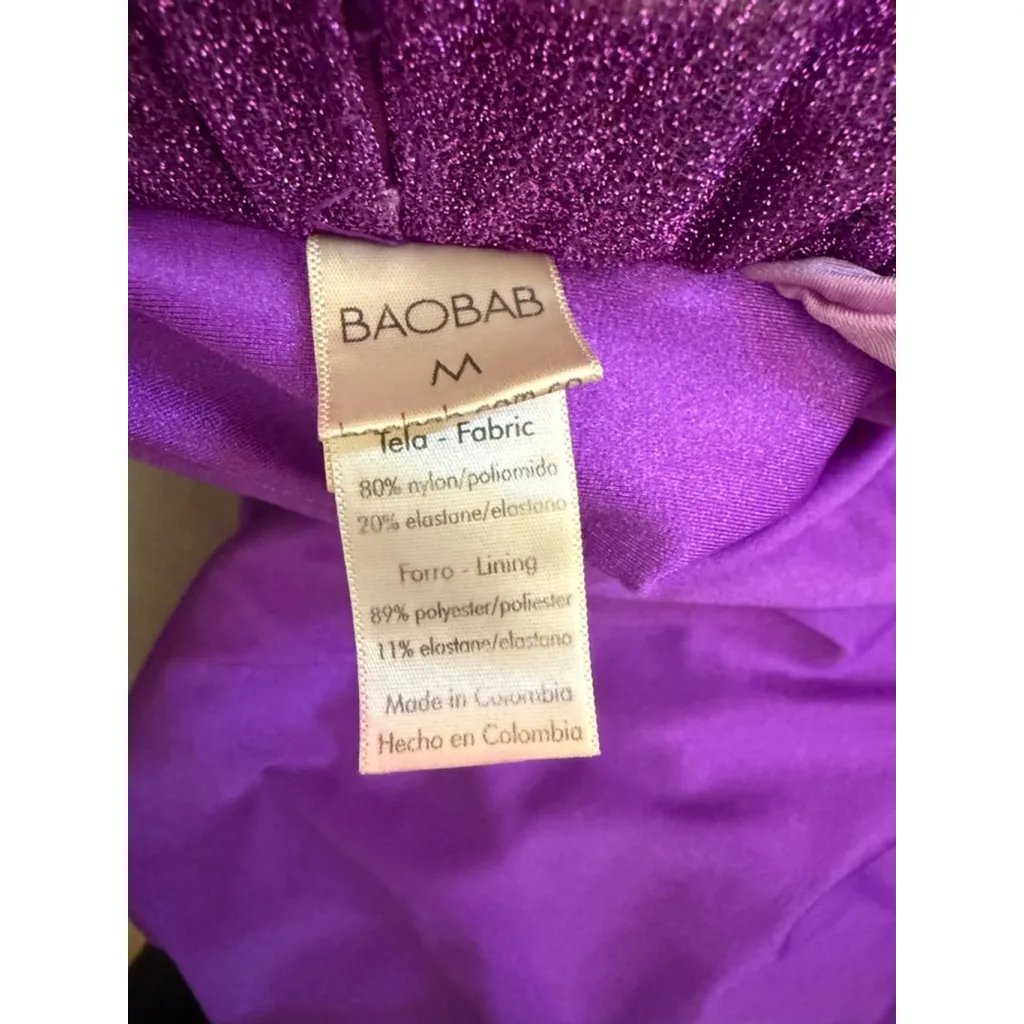 BAOBAB
M
Tela - Fabric
80% nylon/poliamida
20% elastane/elastano
Forro - Lining
89% polyester/poliester
11% elastane/elastano
Made in Colombia
Hecho en Colombia